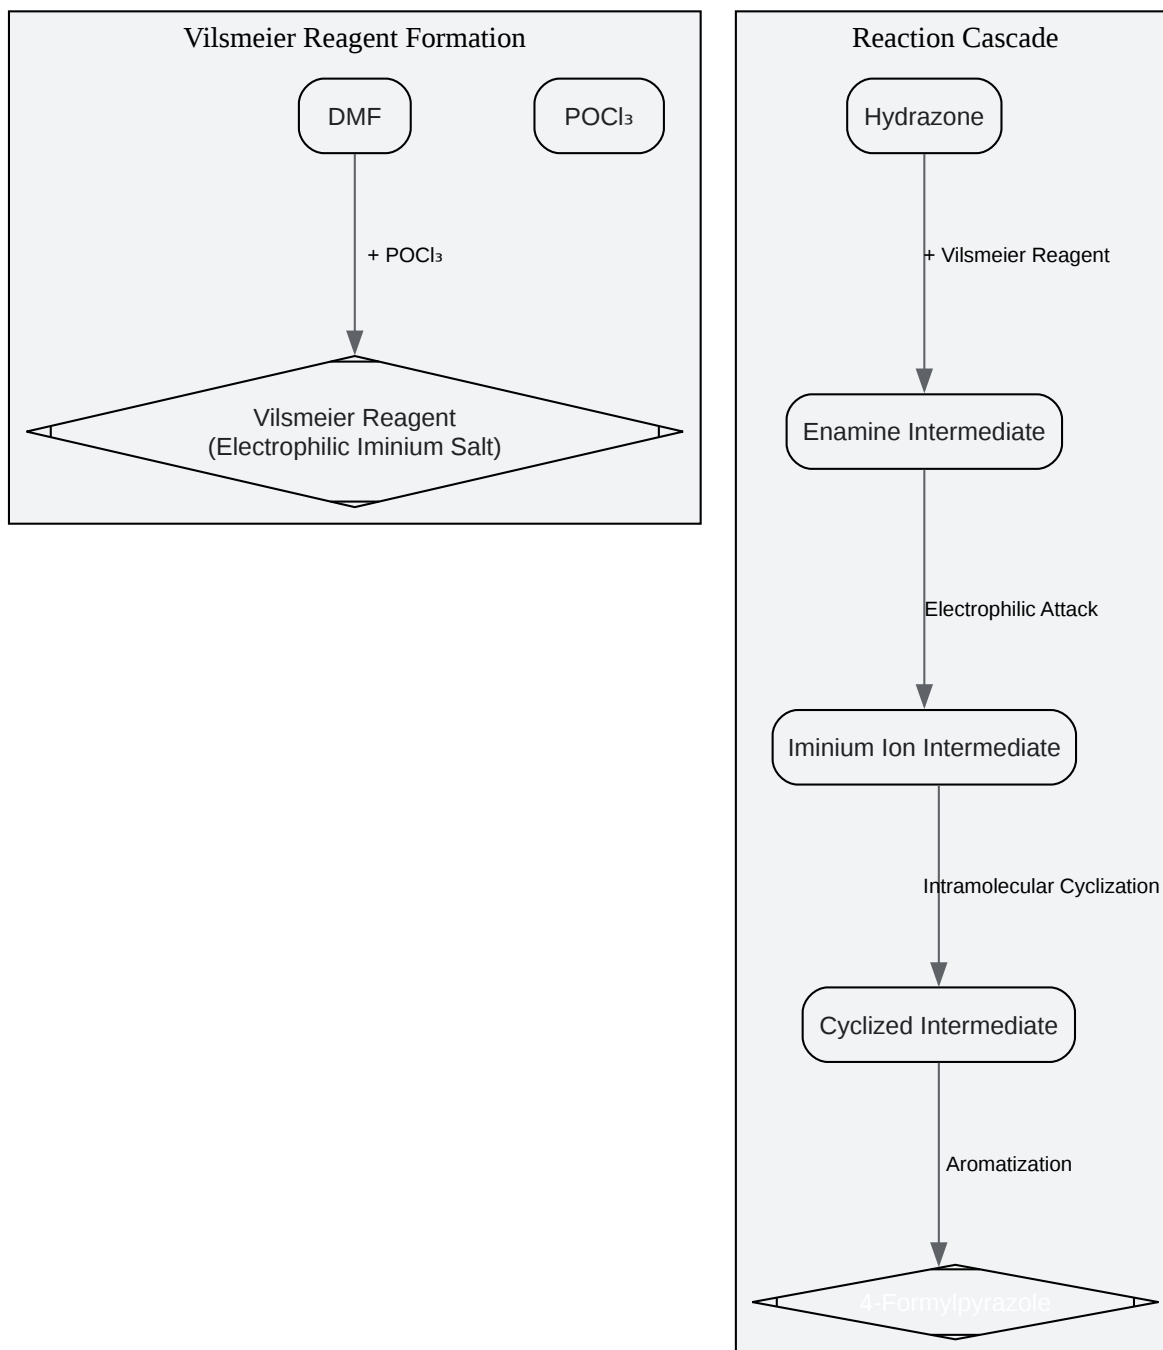 Vilsmeier Reagent Formation
DMF
POCl₃
+ POCl₃
Vilsmeier Reagent
(Electrophilic Iminium Salt)
Reaction Cascade
Hydrazone
+ Vilsmeier Reagent
Enamine Intermediate
Electrophilic Attack
Iminium Ion Intermediate
Intramolecular Cyclization
Cyclized Intermediate
Aromatization
4-Formylpyrazole